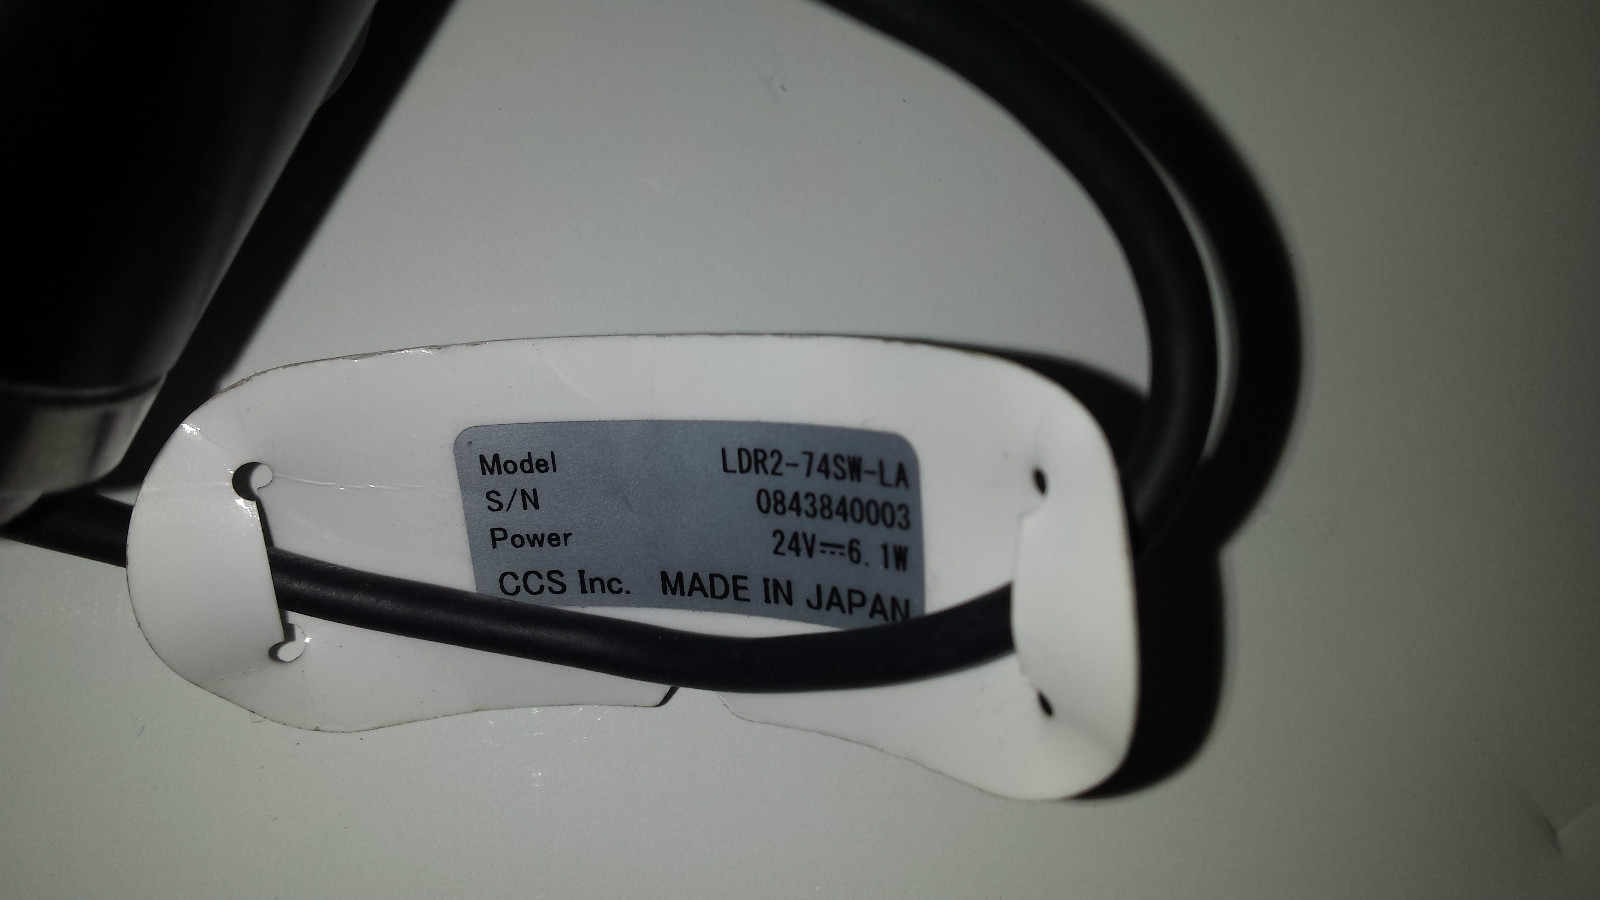 Model LDR2-74SW-LA
S/N 0843840003
Power 24V⎓6.1W
CCS Inc. MADE IN JAPAN